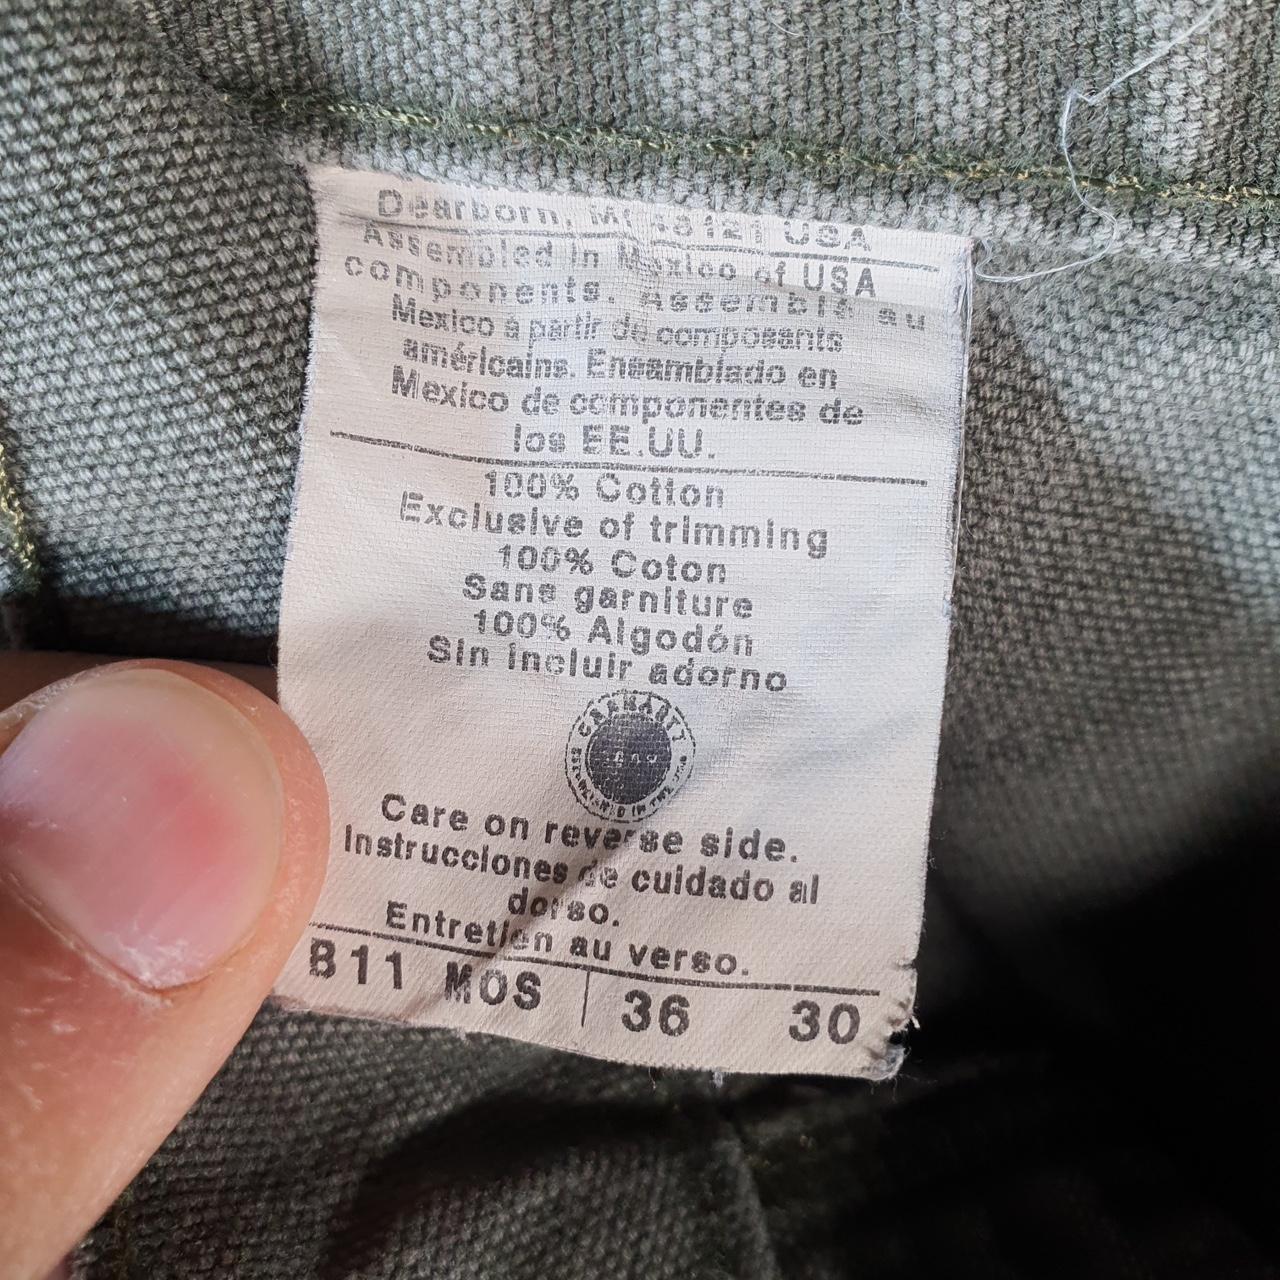 Dearborn, MI 48121 USA
Assembled in Mexico of USA
components. Assemblé au
Mexico à partir de composants
américains. Ensamblado en
Mexico de componentes de
los EE.UU.
100% Cotton
Exclusive of trimming
100% Coton
Sans garniture
100% Algodón
Sin incluir adorno
CARHARTT
Care on reverse side.
Instrucciones de cuidado al
dorso.
Entretien au verso.
B11 MOS 36 30